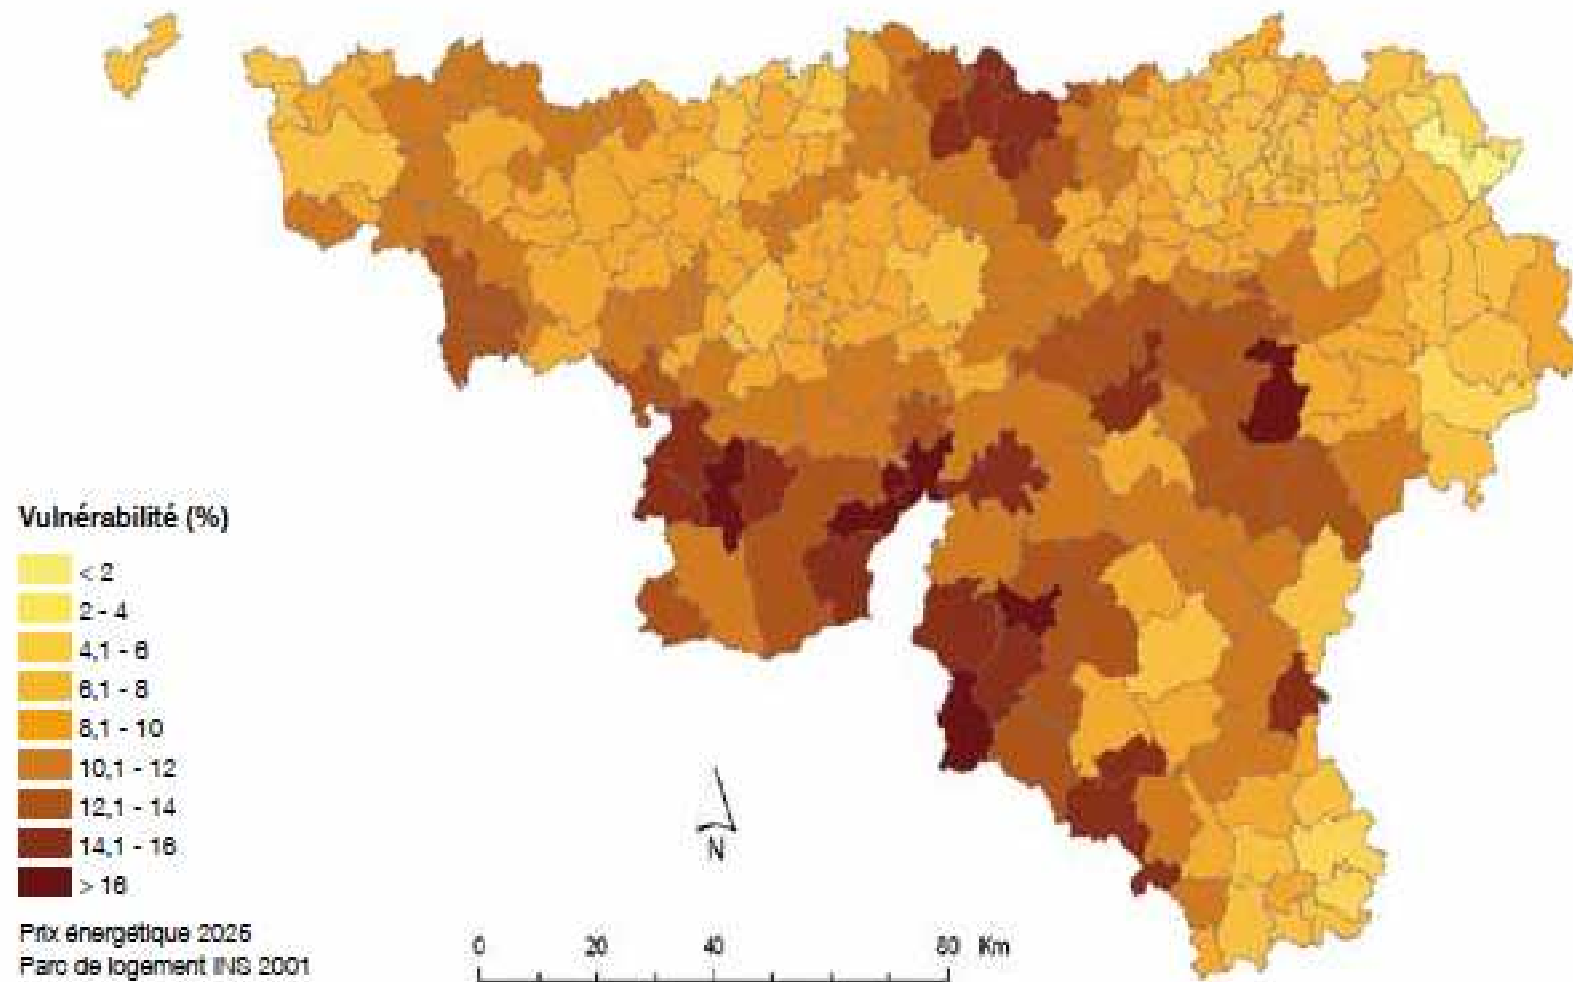 Vulnérabilité (%)
< 2
2 - 4
4,1 - 6
6,1 - 8
8,1 - 10
10,1 - 12
12,1 - 14
14,1 - 16
> 16
Prix énergétique 2025
Parc de logement INS 2001
N
0 20 40 80 Km